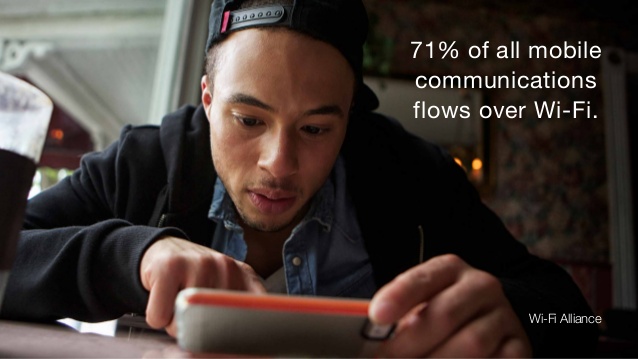 71% of all mobile
communications
flows over Wi-Fi.
Wi-Fi Alliance